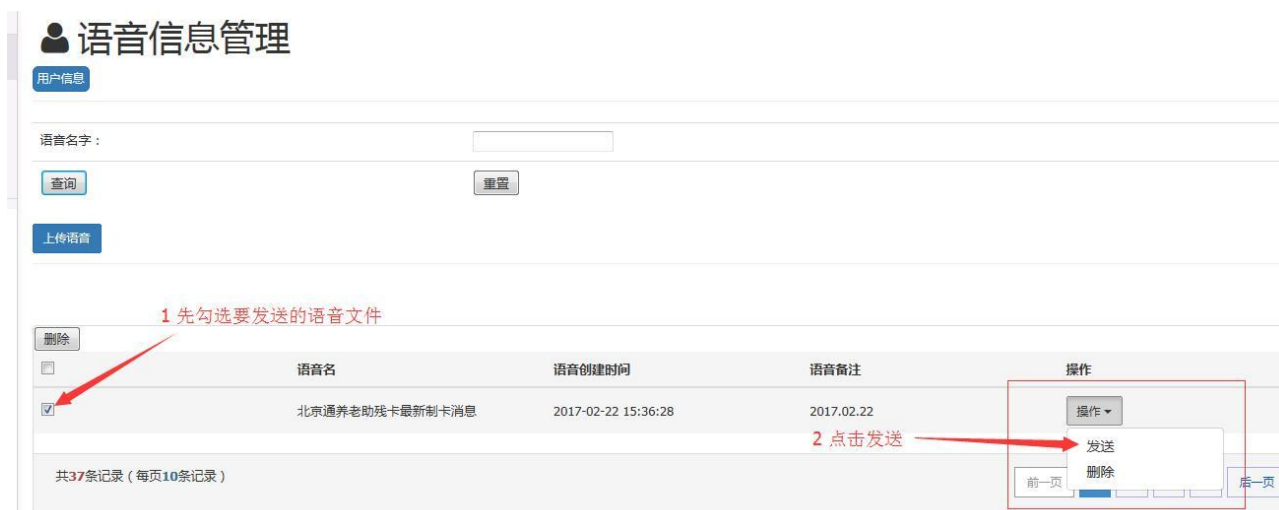 语音信息管理
用户信息
语音名字：
查询 重置
上传语音
1 先勾选要发送的语音文件
删除
语音名 语音创建时间 语音备注 操作
北京通养老助残卡最新制卡消息 2017-02-22 15:36:28 2017.02.22 操作
2 点击发送
发送
删除
共37条记录（每页10条记录）
前一页 后一页